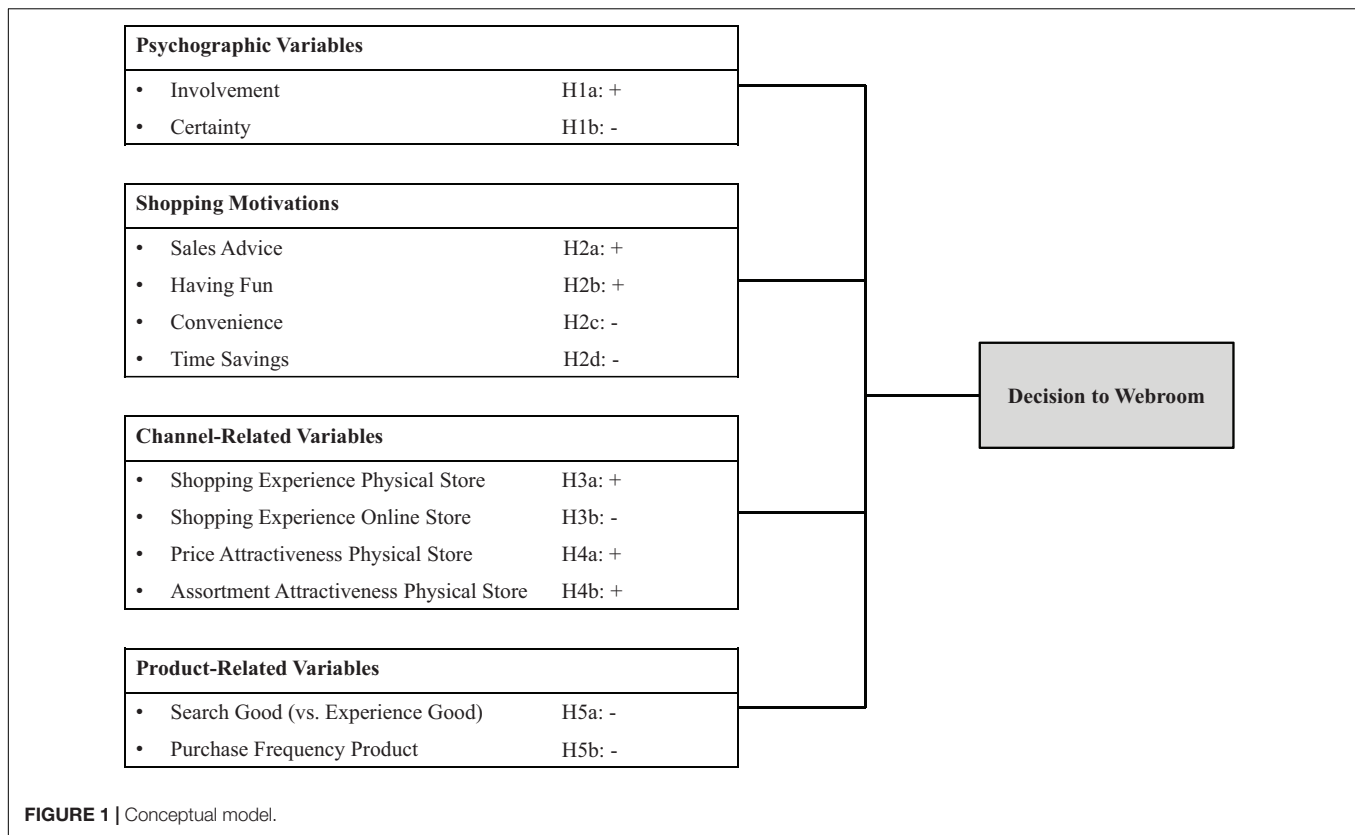 Psychographic Variables
• Involvement H1a: +
• Certainty H1b: -
Shopping Motivations
• Sales Advice H2a: +
• Having Fun H2b: +
• Convenience H2c: -
• Time Savings H2d: -
Channel-Related Variables
• Shopping Experience Physical Store H3a: +
• Shopping Experience Online Store H3b: -
• Price Attractiveness Physical Store H4a: +
• Assortment Attractiveness Physical Store H4b: +
Product-Related Variables
• Search Good (vs. Experience Good) H5a: -
• Purchase Frequency Product H5b: -
Decision to Webroom
FIGURE 1 | Conceptual model.